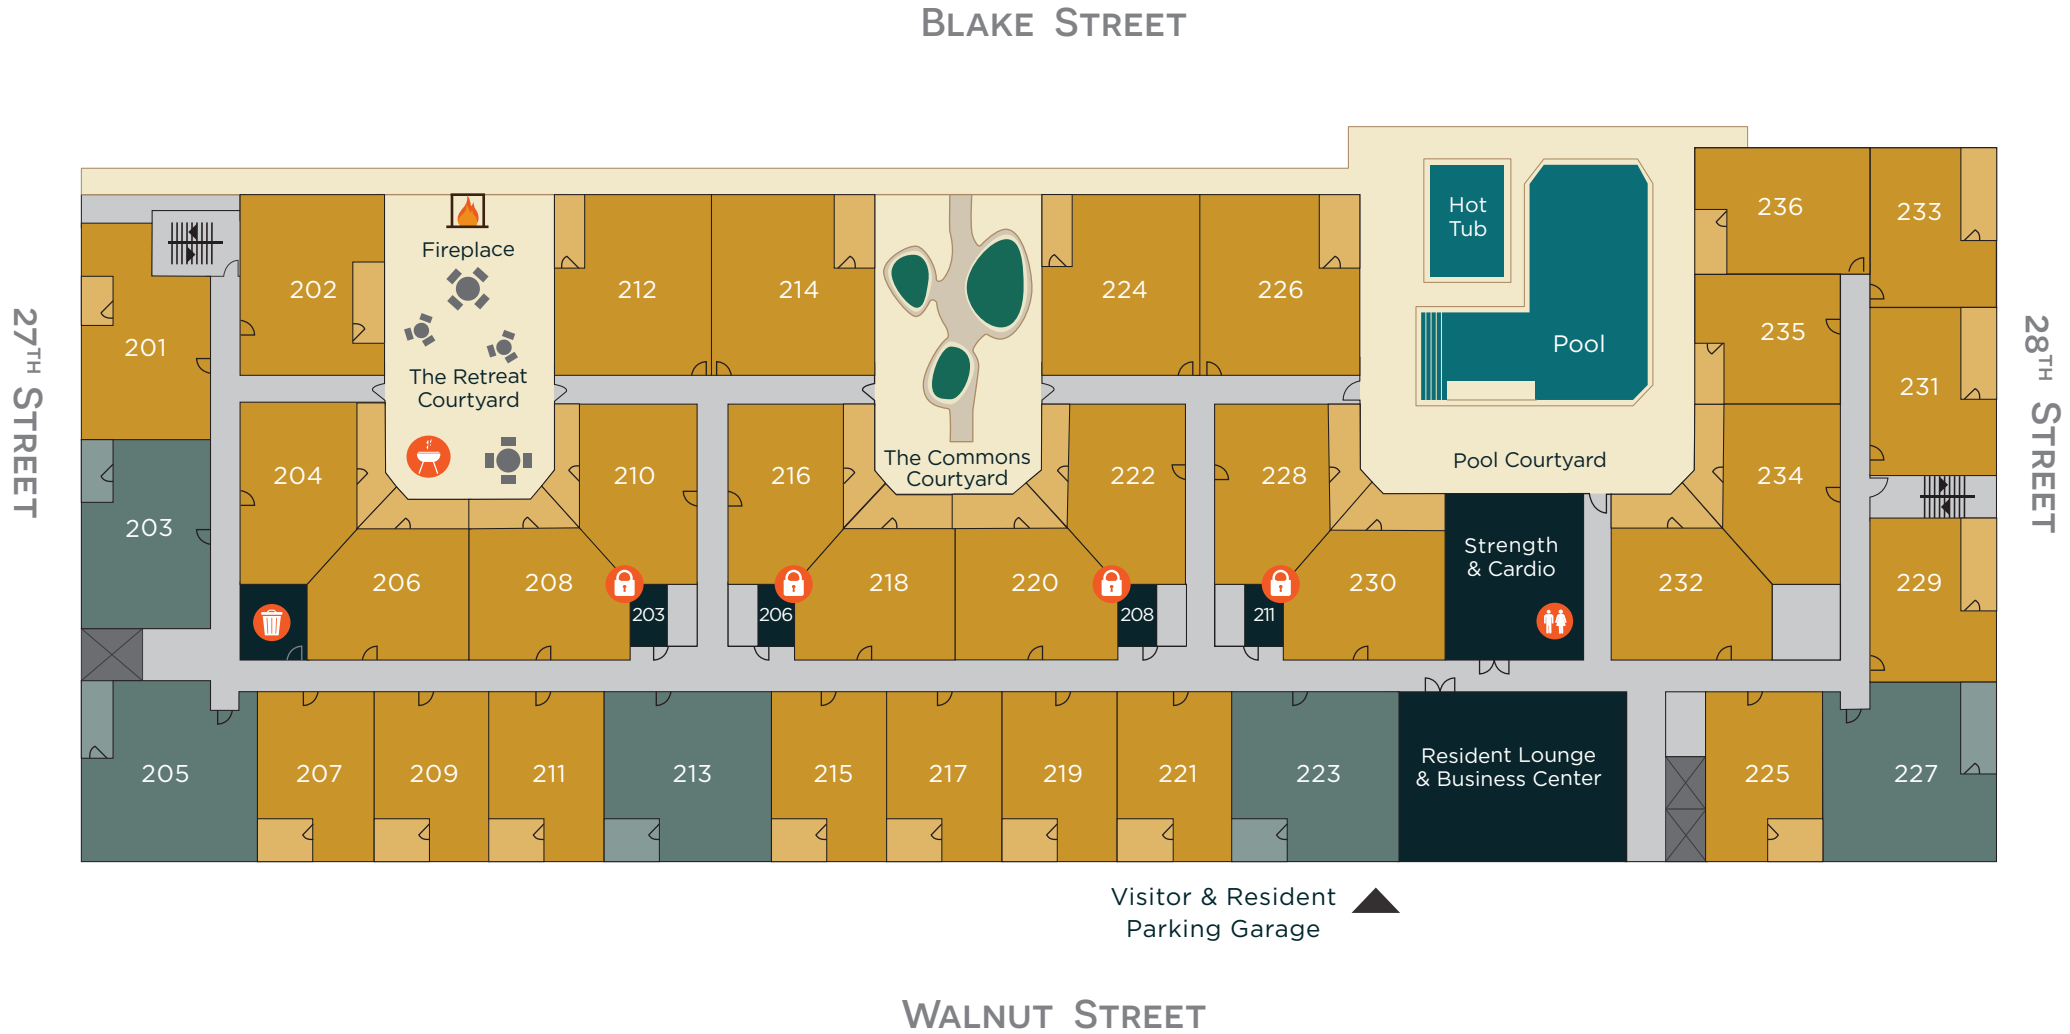 BLAKE STREET
27TH STREET
28TH STREET
Fireplace
The Retreat
Courtyard
The Commons
Courtyard
Hot
Tub
Pool
Pool Courtyard
236
233
202
212
214
224
226
201
235
231
204
210
216
222
228
234
203
206
208
218
220
230
Strength
& Cardio
232
229
203
206
208
211
205
207
209
211
213
215
217
219
221
223
Resident Lounge
& Business Center
225
227
Visitor & Resident
Parking Garage
WALNUT STREET